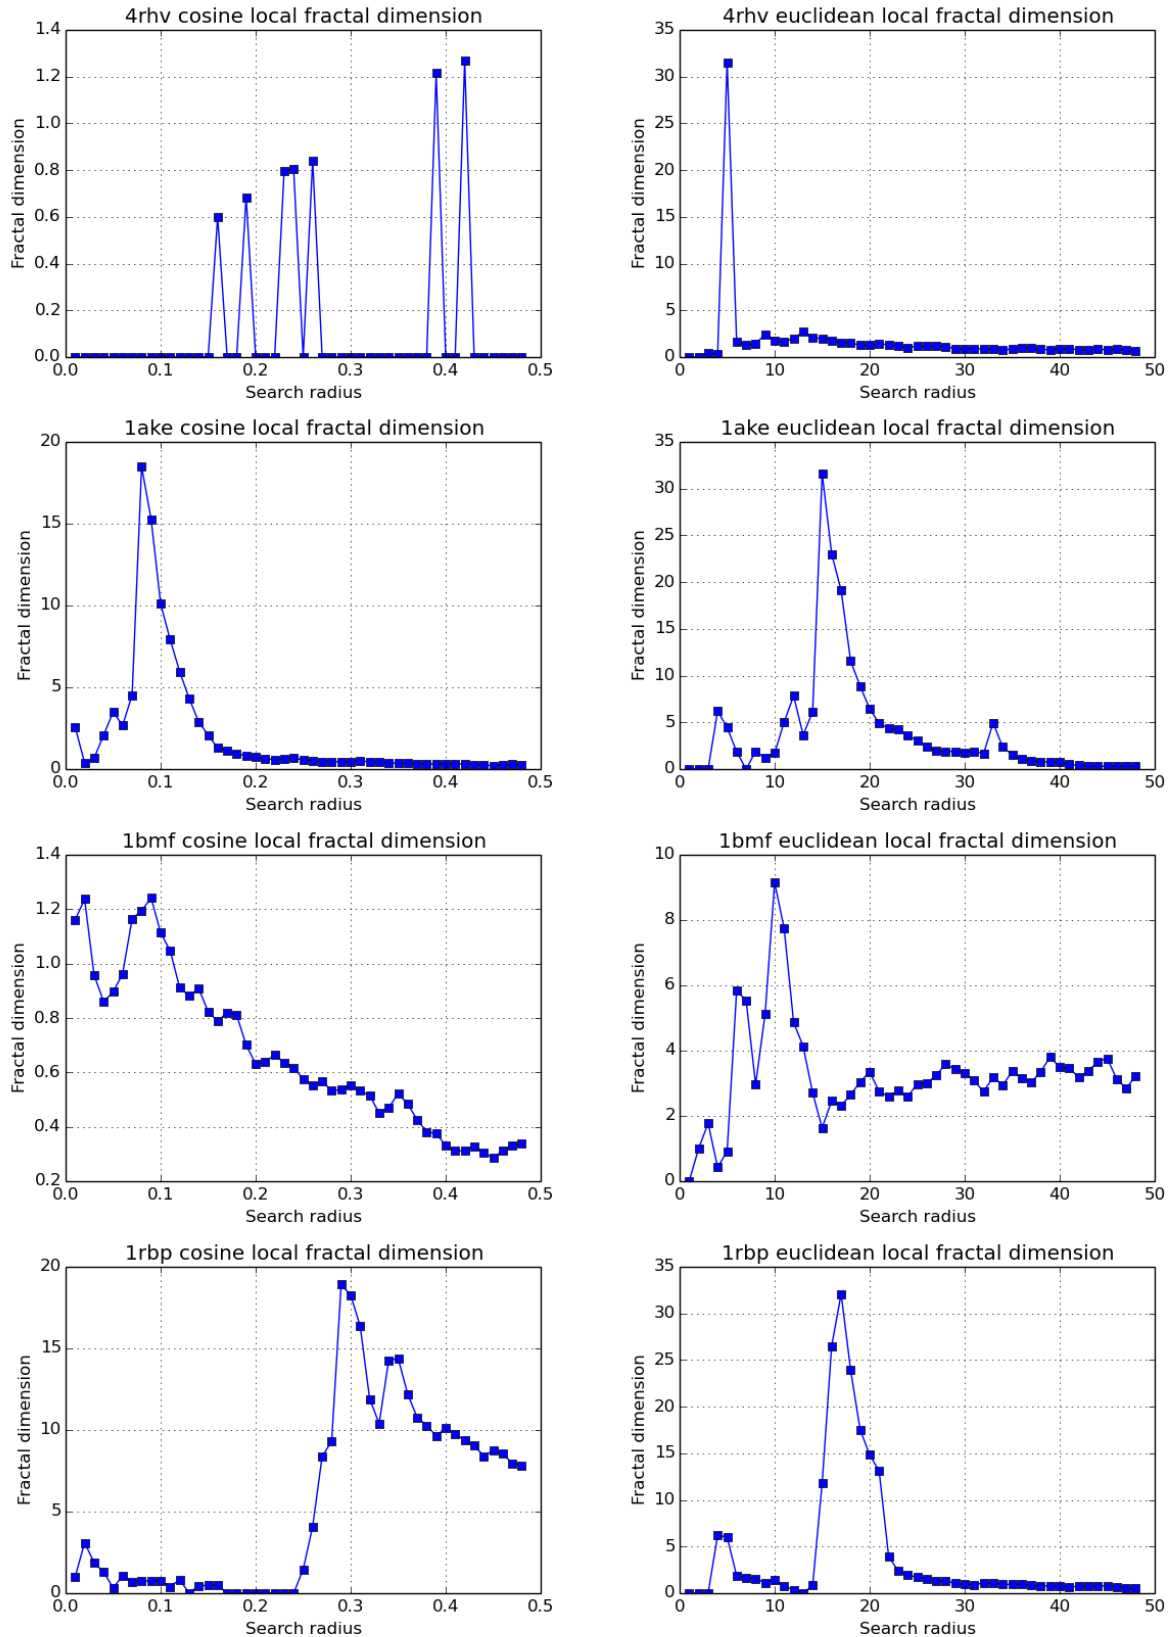 4rhv cosine local fractal dimension
1.4
1.2
1.0
0.8
0.6
0.4
0.2
0.0
Fractal dimension
0.0 0.1 0.2 0.3 0.4 0.5
Search radius
4rhv euclidean local fractal dimension
35
30
25
20
15
10
5
0
Fractal dimension
0 10 20 30 40 50
Search radius
1ake cosine local fractal dimension
20
15
10
5
0
Fractal dimension
0.0 0.1 0.2 0.3 0.4 0.5
Search radius
1ake euclidean local fractal dimension
35
30
25
20
15
10
5
0
Fractal dimension
0 10 20 30 40 50
Search radius
1bmf cosine local fractal dimension
1.4
1.2
1.0
0.8
0.6
0.4
0.2
Fractal dimension
0.0 0.1 0.2 0.3 0.4 0.5
Search radius
1bmf euclidean local fractal dimension
10
8
6
4
2
0
Fractal dimension
0 10 20 30 40 50
Search radius
1rbp cosine local fractal dimension
20
15
10
5
0
Fractal dimension
0.0 0.1 0.2 0.3 0.4 0.5
Search radius
1rbp euclidean local fractal dimension
35
30
25
20
15
10
5
0
Fractal dimension
0 10 20 30 40 50
Search radius